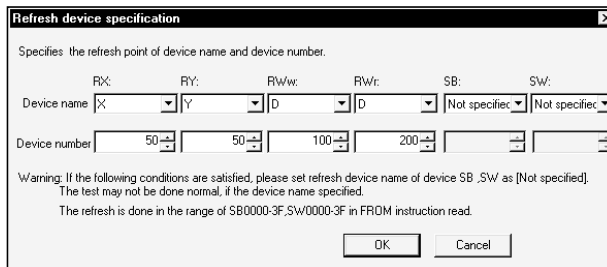 Refresh device specification
Specifies the refresh point of device name and device number.
RX: RY: RWw: RWr: SB: SW:
Device name X Y D D Not specified Not specified
Device number 50 50 100 200
Warning: If the following conditions are satisfied, please set refresh device name of device SB ,SW as [Not specified].
The test may not be done normal, if the device name specified.
The refresh is done in the range of SB0000-3F,SW0000-3F in FROM instruction read.
OK Cancel